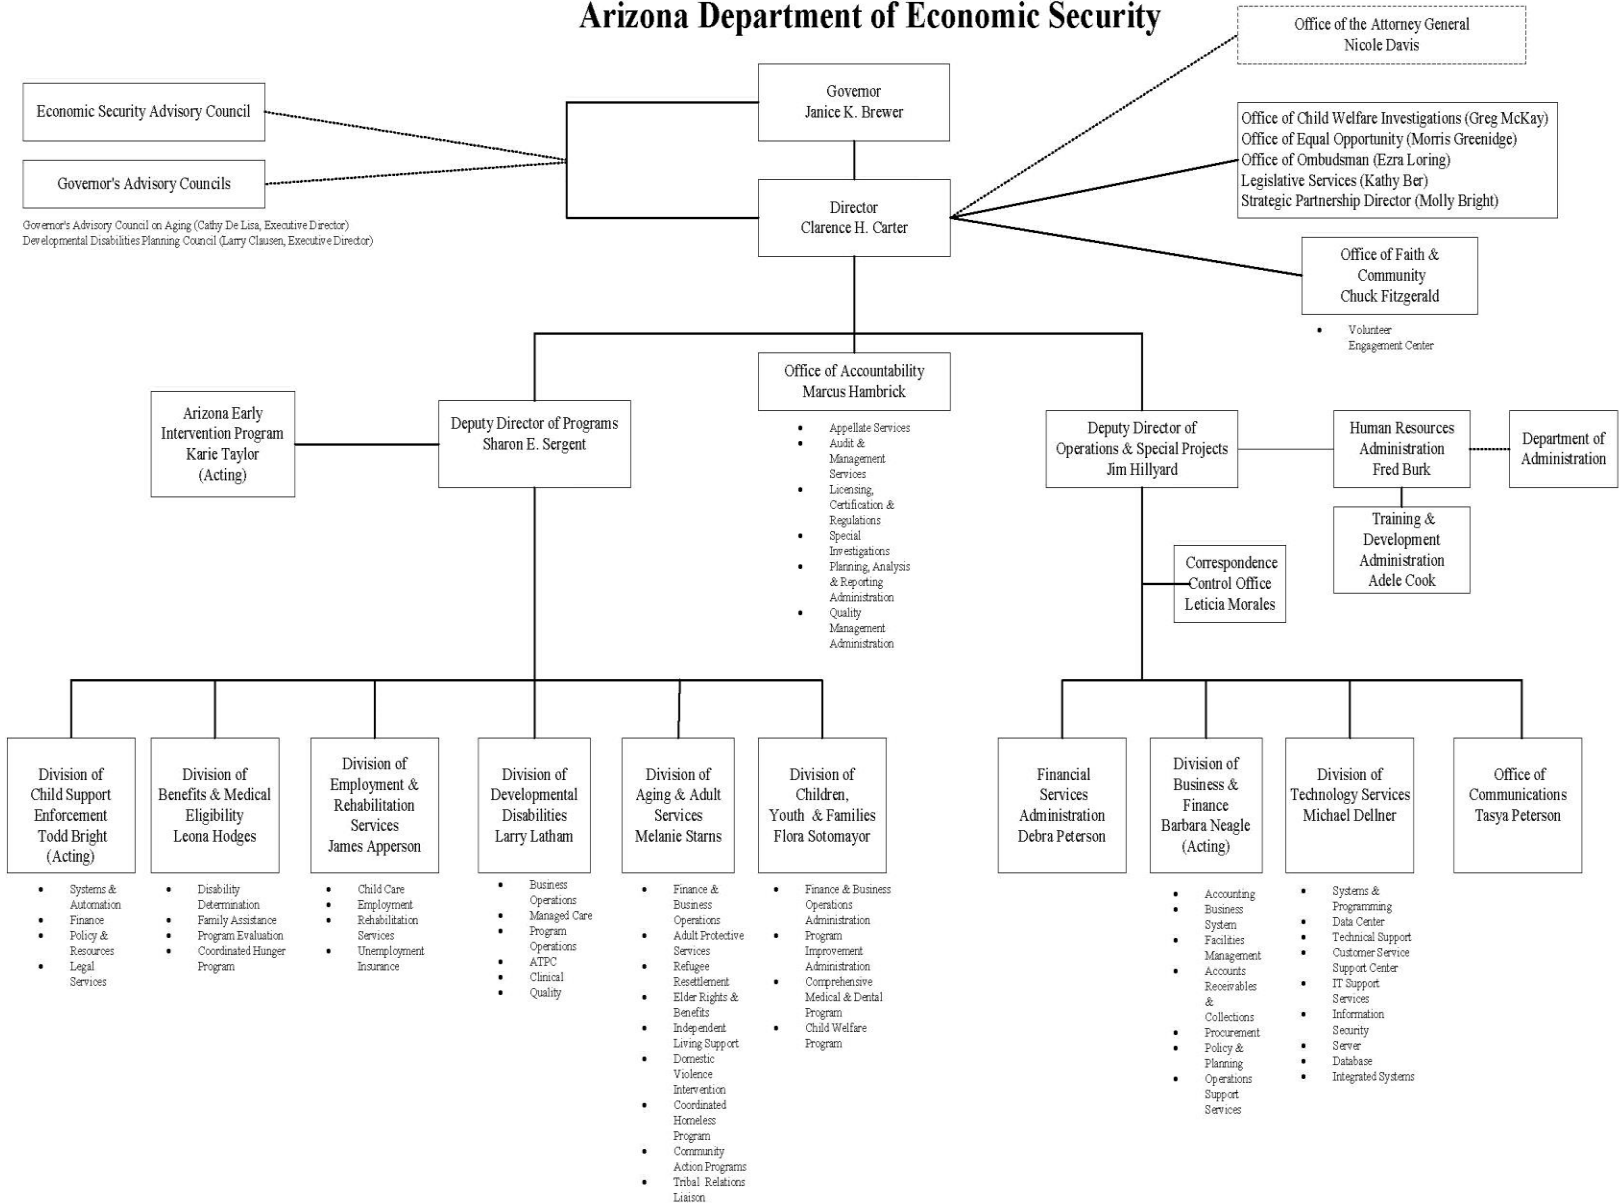 Arizona Department of Economic Security
Office of the Attorney General
Nicole Davis
Governor
Janice K. Brewer
Economic Security Advisory Council
Governor's Advisory Councils
Governor's Advisory Council on Aging (Cathy De Lisa, Executive Director)
Developmental Disabilities Planning Council (Larry Clausen, Executive Director)
Director
Clarence H. Carter
Office of Child Welfare Investigations (Greg McKay)
Office of Equal Opportunity (Morris Greenidge)
Office of Ombudsman (Ezra Loring)
Legislative Services (Kathy Ber)
Strategic Partnership Director (Molly Bright)
Office of Faith &
Community
Chuck Fitzgerald
• Volunteer
Engagement Center
Office of Accountability
Marcus Hambrick
• Appellate Services
• Audit &
Management
Services
• Licensing,
Certification &
Regulations
• Special
Investigations
• Planning, Analysis
& Reporting
Administration
• Quality
Management
Administration
Arizona Early
Intervention Program
Karie Taylor
(Acting)
Deputy Director of Programs
Sharon E. Sergent
Deputy Director of
Operations & Special Projects
Jim Hillyard
Human Resources
Administration
Fred Burk
Department of
Administration
Training &
Development
Administration
Adele Cook
Correspondence
Control Office
Leticia Morales
Division of
Child Support
Enforcement
Todd Bright
(Acting)
• Systems &
Automation
• Finance
• Policy &
Resources
• Legal
Services
Division of
Benefits & Medical
Eligibility
Leona Hodges
• Disability
Determination
• Family Assistance
• Program Evaluation
• Coordinated Hunger
Program
Division of
Employment &
Rehabilitation
Services
James Apperson
• Child Care
• Employment
• Rehabilitation
Services
• Unemployment
Insurance
Division of
Developmental
Disabilities
Larry Latham
• Business
Operations
• Managed Care
• Program
Operations
• ATPC
• Clinical
• Quality
Division of
Aging & Adult
Services
Melanie Starns
• Finance &
Business
Operations
• Adult Protective
Services
• Refugee
Resettlement
• Elder Rights &
Benefits
• Independent
Living Support
• Domestic
Violence
Intervention
• Coordinated
Homeless
Program
• Community
Action Programs
• Tribal Relations
Liaison
Division of
Children,
Youth & Families
Flora Sotomayor
• Finance & Business
Operations
Administration
• Program
Improvement
Administration
• Comprehensive
Medical & Dental
Program
• Child Welfare
Program
Financial
Services
Administration
Debra Peterson
Division of
Business &
Finance
Barbara Neagle
(Acting)
• Accounting
• Business
System
• Facilities
Management
• Accounts
Receivables
&
Collections
• Procurement
• Policy &
Planning
• Operations
Support
Services
Division of
Technology Services
Michael Dellner
• Systems &
Programming
• Data Center
• Technical Support
• Customer Service
Support Center
• IT Support
Services
• Information
Security
• Server
• Database
• Integrated Systems
Office of
Communications
Tasya Peterson